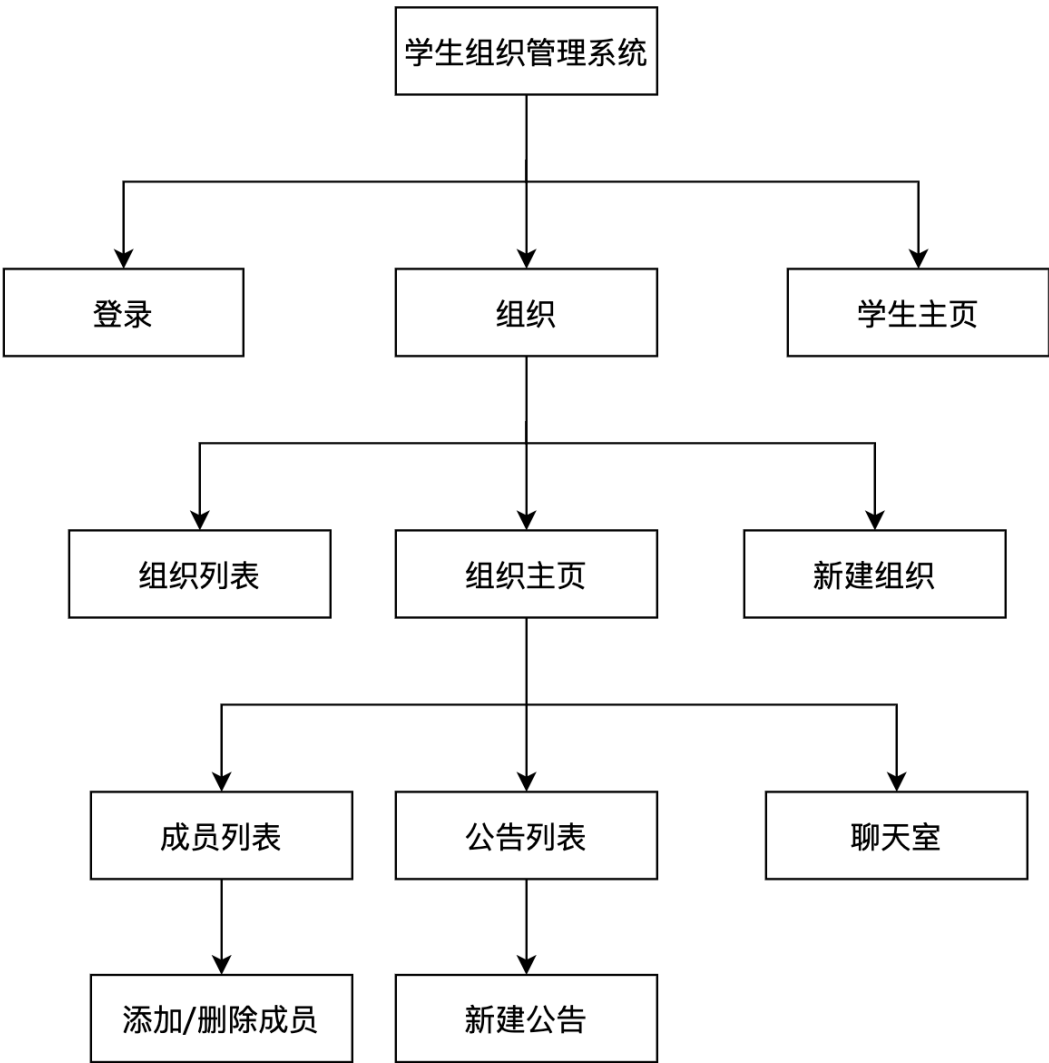 学生组织管理系统
登录
组织
学生主页
组织列表
组织主页
新建组织
成员列表
公告列表
聊天室
添加/删除成员
新建公告